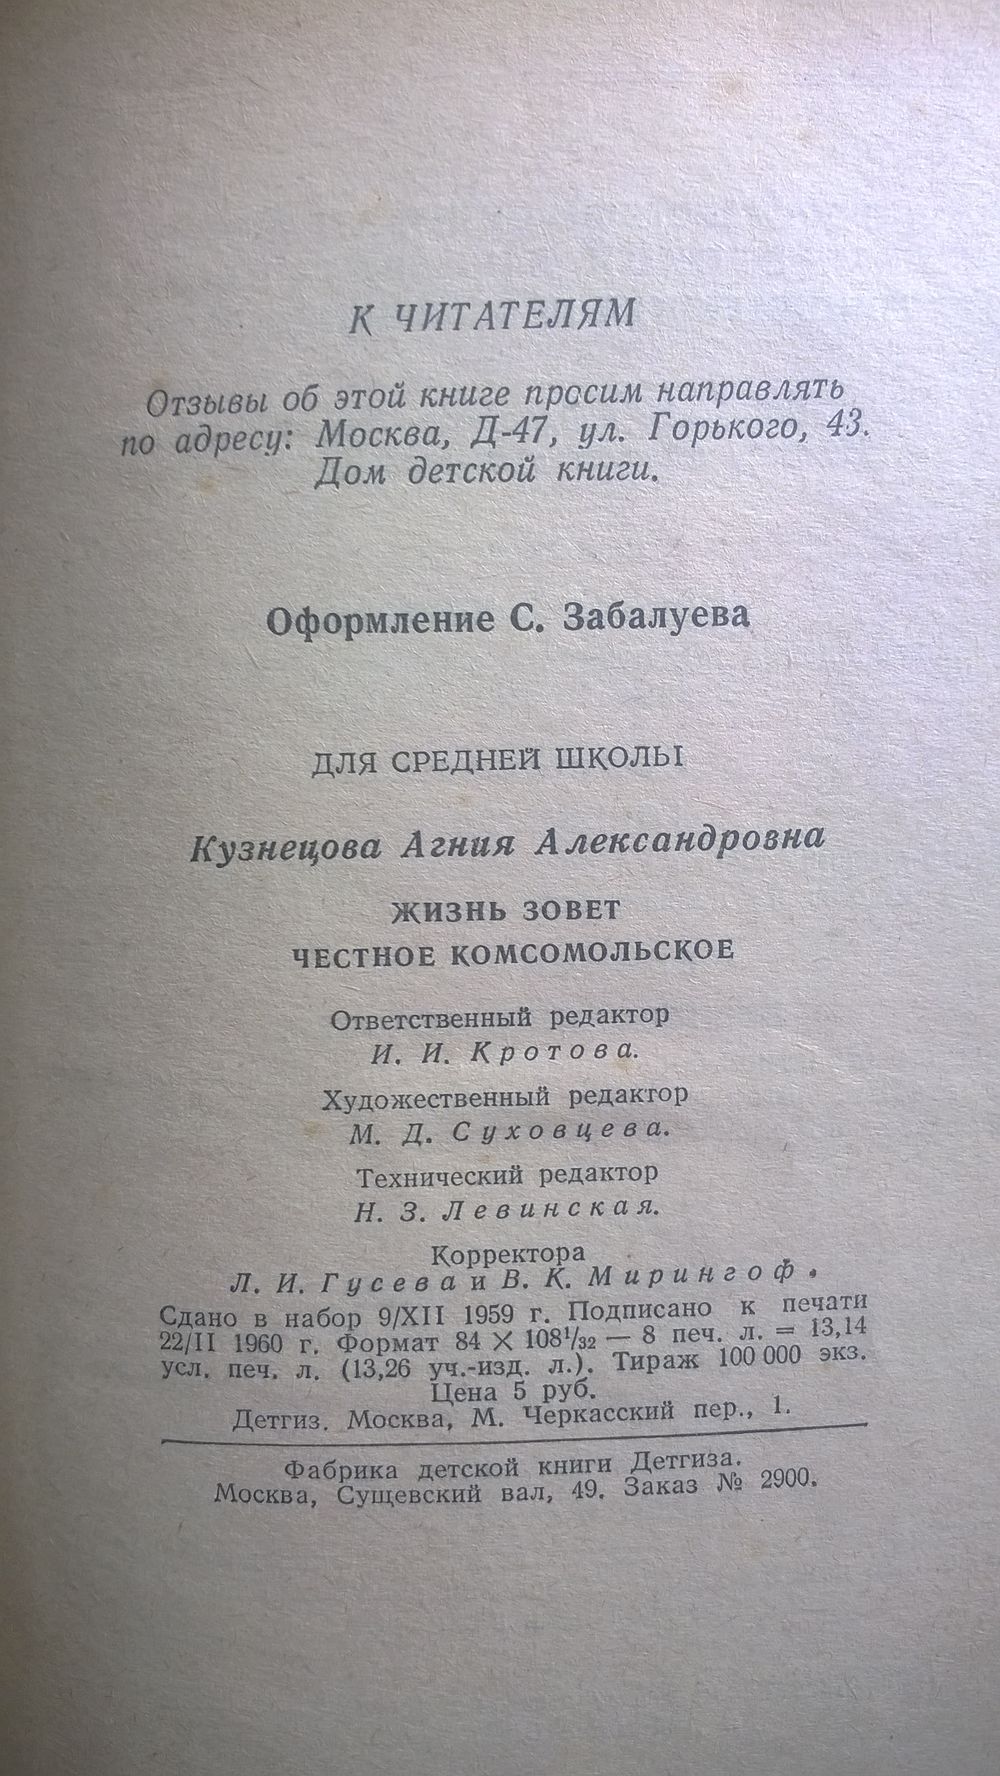 К ЧИТАТЕЛЯМ
Отзывы об этой книге просим направлять
по адресу: Москва, Д-47, ул. Горького, 43.
Дом детской книги.
Оформление С. Забалуева
ДЛЯ СРЕДНЕЙ ШКОЛЫ
Кузнецова Агния Александровна
ЖИЗНЬ ЗОВЕТ
ЧЕСТНОЕ КОМСОМОЛЬСКОЕ
Ответственный редактор
И. И. Кротова.
Художественный редактор
М. Д. Суховцева.
Технический редактор
Н. З. Левинская.
Корректора
Л. И. Гусева и В. К. Мирингоф.
Сдано в набор 9/XII 1959 г. Подписано к печати
22/II 1960 г. Формат 84 × 108¹/₃₂ — 8 печ. л. = 13,14
усл. печ. л. (13,26 уч.-изд. л.). Тираж 100 000 экз.
Цена 5 руб.
Детгиз. Москва, М. Черкасский пер., 1.
Фабрика детской книги Детгиза.
Москва, Сущевский вал, 49. Заказ № 2900.